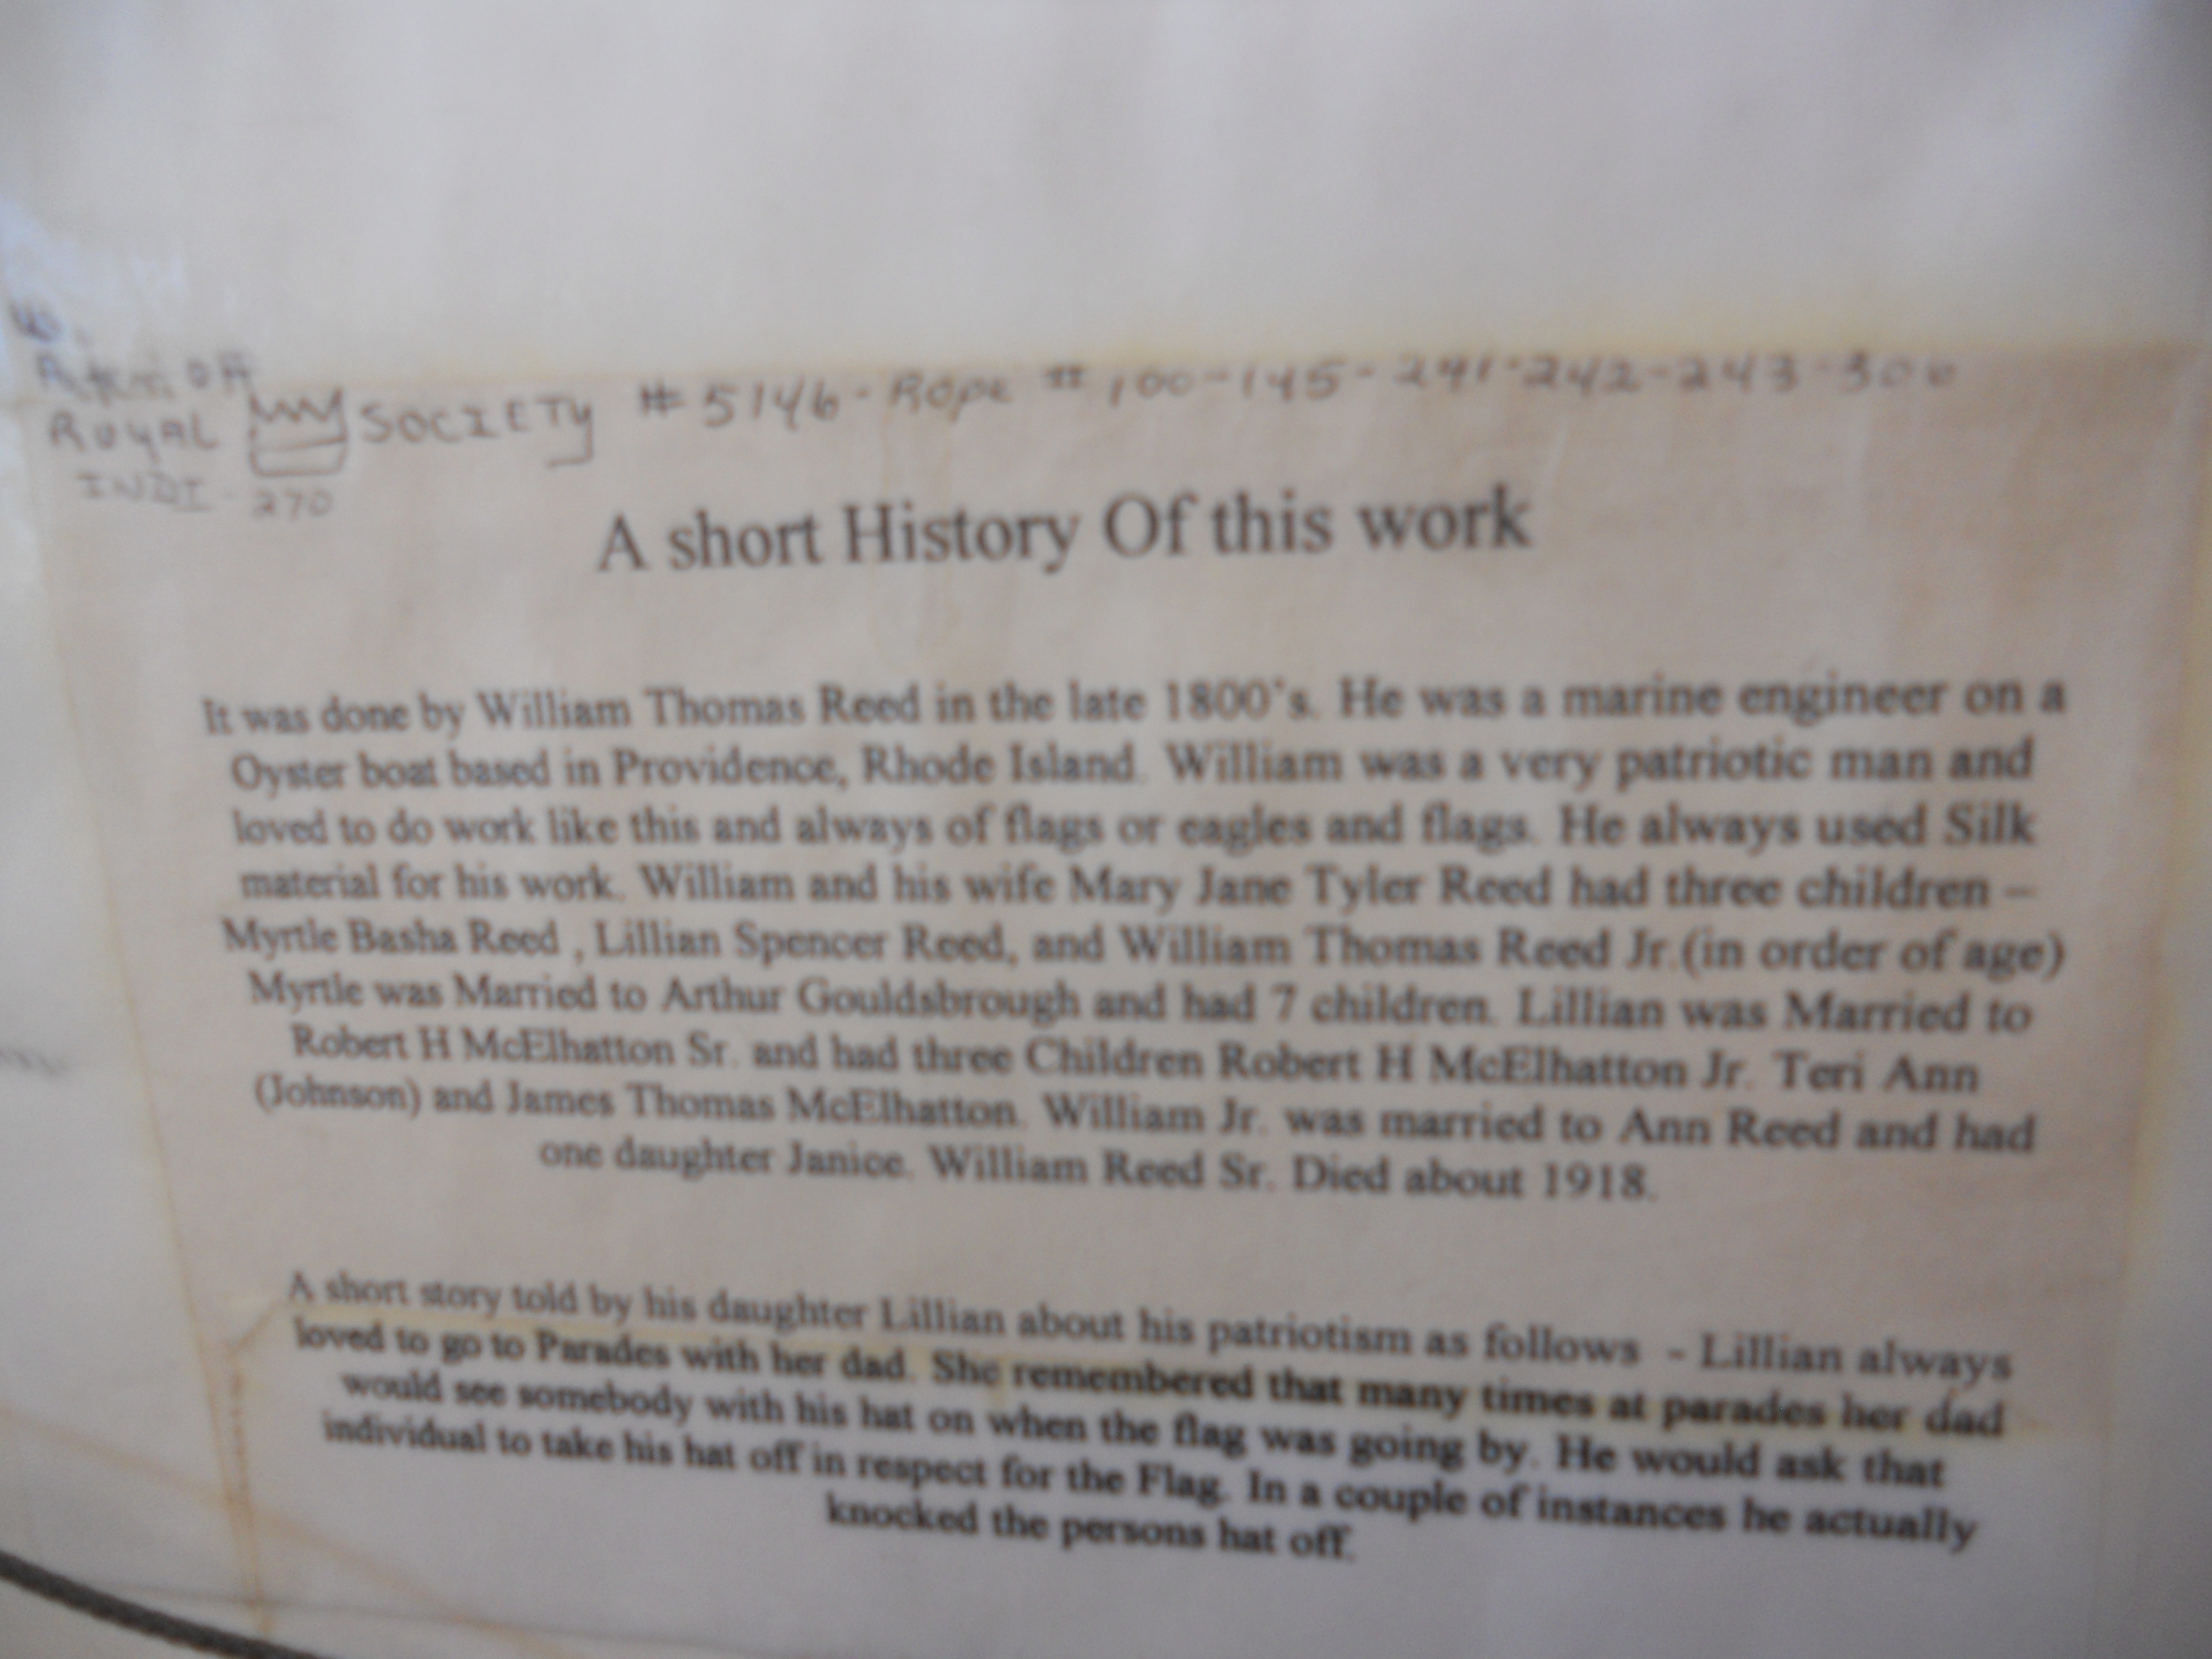 OFF
ROYAL SOCIETY # 5146 - ROPE # 100-145-241-242-243-300
INDI - 270
A short History Of this work
It was done by William Thomas Reed in the late 1800's. He was a marine engineer on a
Oyster boat based in Providence, Rhode Island. William was a very patriotic man and
loved to do work like this and always of flags or eagles and flags. He always used Silk
material for his work. William and his wife Mary Jane Tyler Reed had three children –
Myrtle Basha Reed , Lillian Spencer Reed, and William Thomas Reed Jr.(in order of age)
Myrtle was Married to Arthur Gouldsbrough and had 7 children. Lillian was Married to
Robert H McElhatton Sr. and had three Children Robert H McElhatton Jr. Teri Ann
(Johnson) and James Thomas McElhatton. William Jr. was married to Ann Reed and had
one daughter Janice. William Reed Sr. Died about 1918.
A short story told by his daughter Lillian about his patriotism as follows - Lillian always
loved to go to Parades with her dad. She remembered that many times at parades her dad
would see somebody with his hat on when the flag was going by. He would ask that
individual to take his hat off in respect for the Flag. In a couple of instances he actually
knocked the persons hat off.